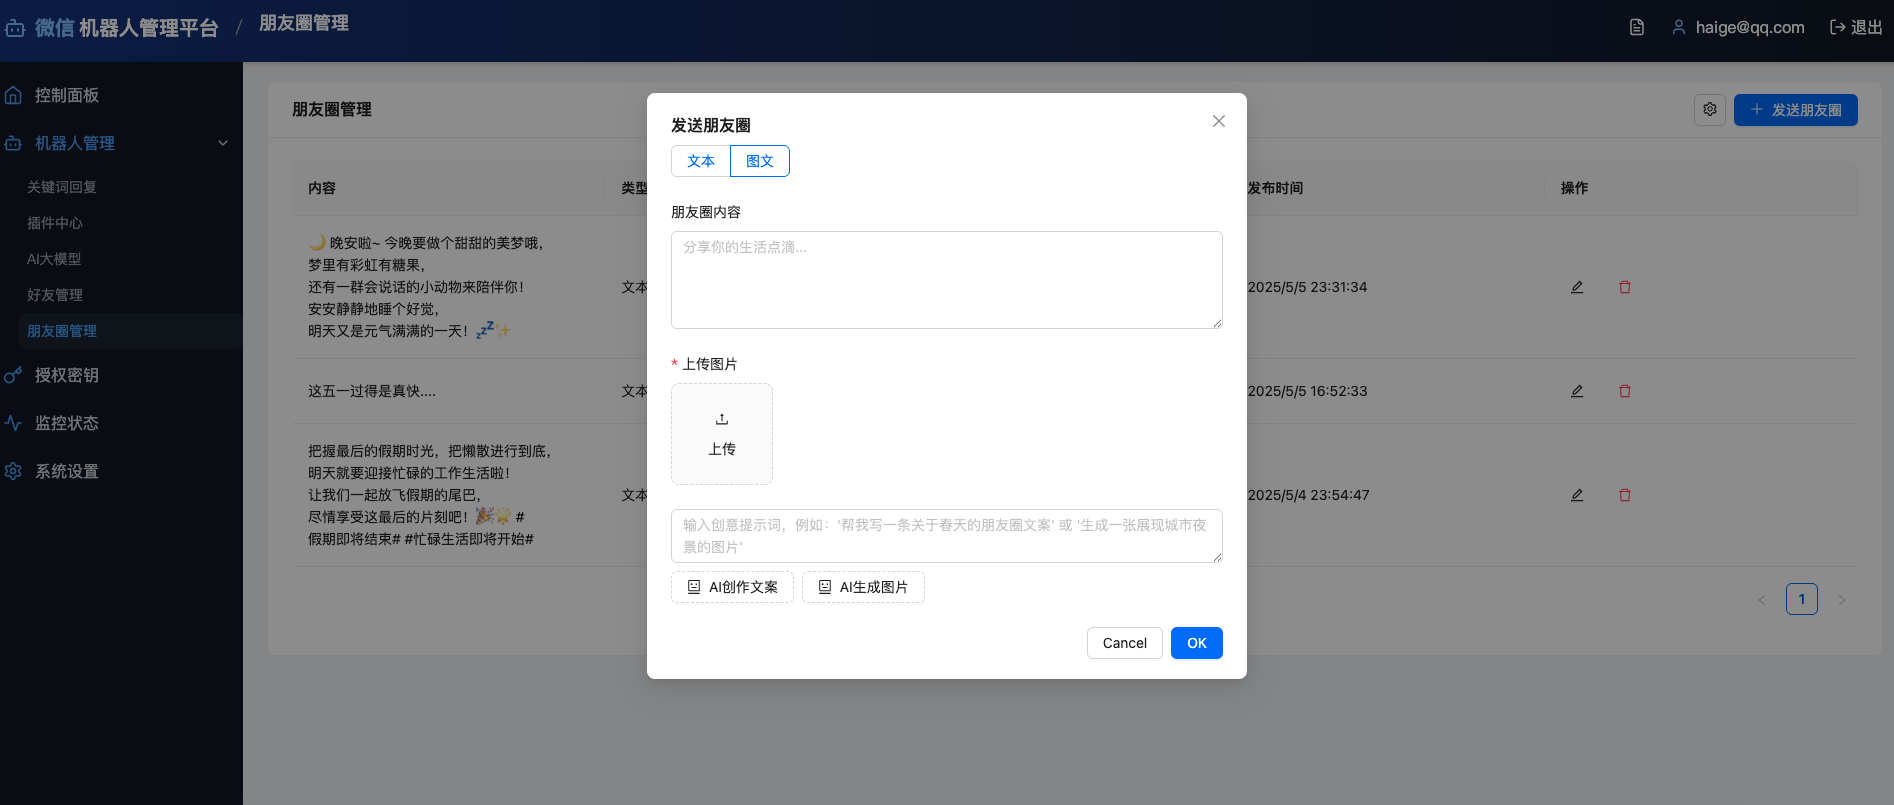 微信 机器人管理平台 / 朋友圈管理
haige@qq.com
退出
控制面板
机器人管理
关键词回复
插件中心
AI大模型
好友管理
朋友圈管理
授权密钥
监控状态
系统设置
朋友圈管理
+ 发送朋友圈
内容
类型
发布时间
操作
🌙 晚安啦~ 今晚要做个甜甜的美梦哦，
梦里有彩虹有糖果，
还有一群会说话的小动物来陪伴你！
安安静静地睡个好觉，
明天又是元气满满的一天！💤✨
文本
2025/5/5 23:31:34
这五一过得是真快....
文本
2025/5/5 16:52:33
把握最后的假期时光，把懒散进行到底，
明天就要迎接忙碌的工作生活啦！
让我们一起放飞假期的尾巴，
尽情享受这最后的片刻吧！🎉🌟 #
假期即将结束# #忙碌生活即将开始#
文本
2025/5/4 23:54:47
< 1 >
发送朋友圈
文本
图文
朋友圈内容
分享你的生活点滴...
* 上传图片
上传
输入创意提示词，例如：'帮我写一条关于春天的朋友圈文案' 或 '生成一张展现城市夜
景的图片'
AI创作文案
AI生成图片
Cancel
OK